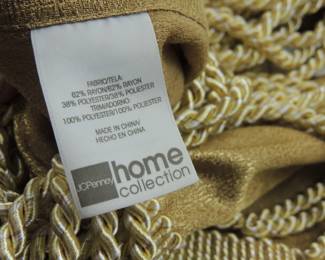 FABRIC/TELA:
62% RAYON/62% RAYON
38% POLYESTER/38% POLIESTER
TRIM/ADORNO:
100% POLYESTER/100% POLIESTER
MADE IN CHINA/
HECHO EN CHINA
JCPenney home
collection